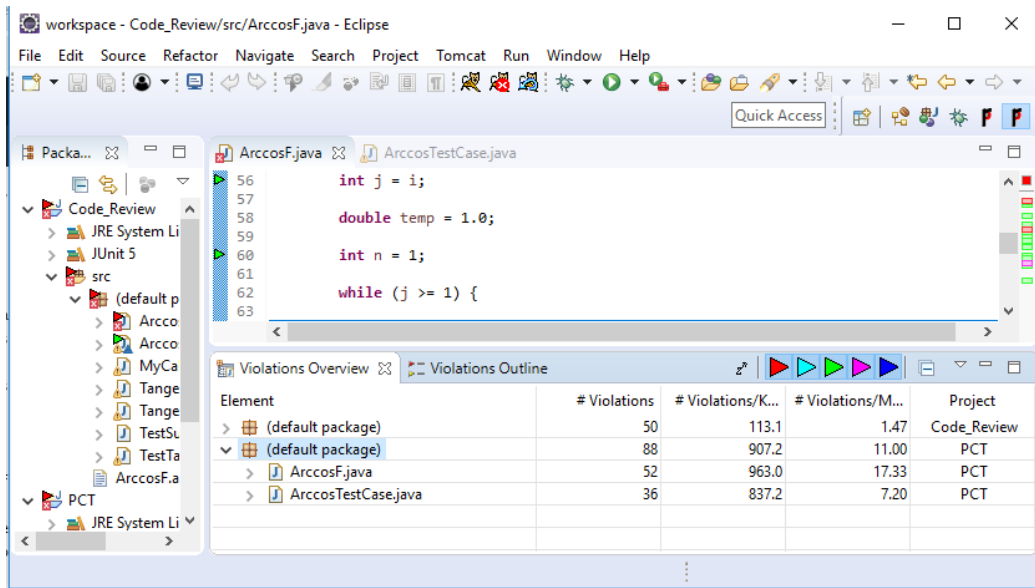 workspace - Code_Review/src/ArccosF.java - Eclipse
File Edit Source Refactor Navigate Search Project Tomcat Run Window Help
Quick Access
Packa...
Code_Review
JRE System Li
JUnit 5
src
(default p
Arcco
Arcco
MyCa
Tange
Tange
TestSu
TestTa
ArccosF.a
PCT
JRE System Li
ArccosF.java ArccosTestCase.java
56 int j = i;
57
58 double temp = 1.0;
59
60 int n = 1;
61
62 while (j >= 1) {
63
Violations Overview Violations Outline
Element # Violations # Violations/K... # Violations/M... Project
(default package) 50 113.1 1.47 Code_Review
(default package) 88 907.2 11.00 PCT
ArccosF.java 52 963.0 17.33 PCT
ArccosTestCase.java 36 837.2 7.20 PCT